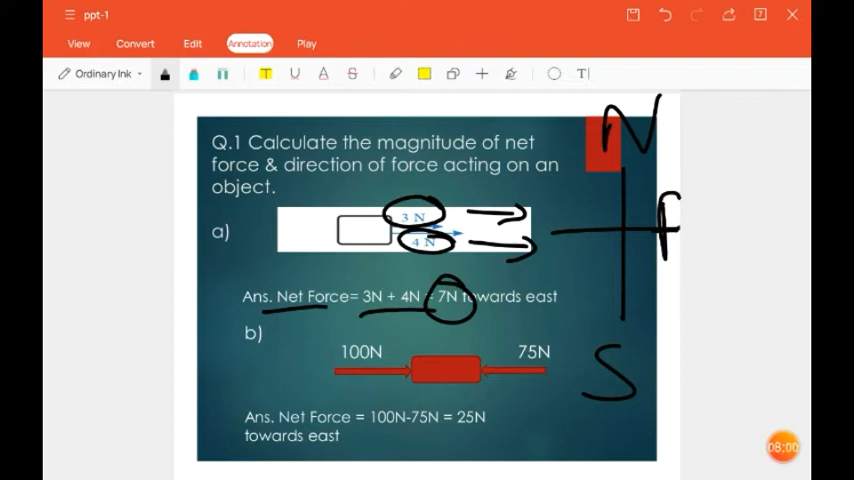 ppt-1
7
View
Convert
Edit
Annotation
Play
Ordinary Ink
T
U
A
S
T
Q.1 Calculate the magnitude of net
force & direction of force acting on an
object.
N
a)
3 N
4 N
Ans. Net Force= 3N + 4N = 7N towards east
b)
100N
75N
S
Ans. Net Force = 100N-75N = 25N
towards east
08:00